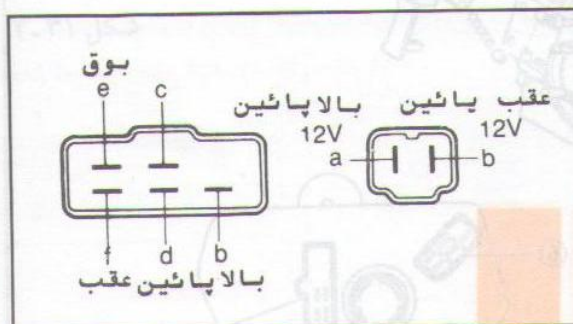 بوق
e c
بالا پائین
12V
عقب پائین
12V
a b
f d b
بالا پائین عقب